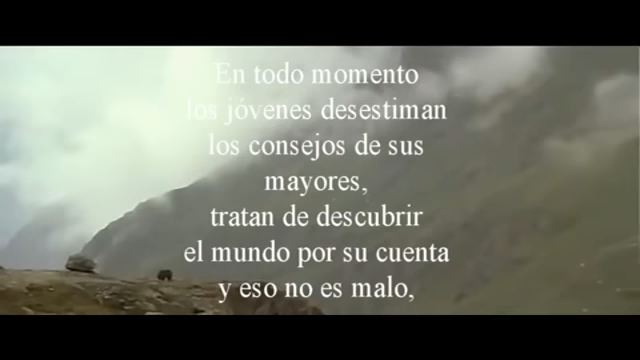 En todo momento
los jóvenes desestiman
los consejos de sus
mayores,
tratan de descubrir
el mundo por su cuenta
y eso no es malo,